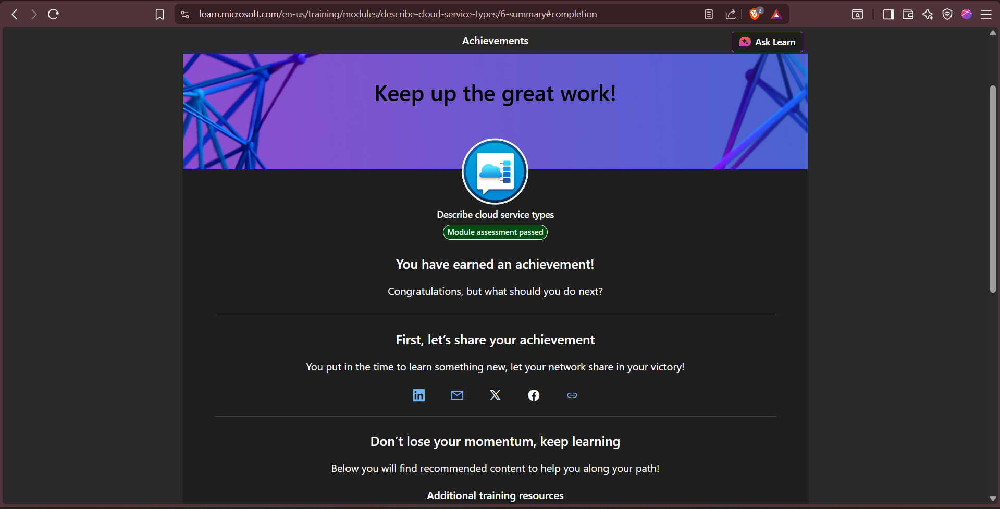 learn.microsoft.com/en-us/training/modules/describe-cloud-service-types/6-summary#completion
2
Achievements
Ask Learn
Keep up the great work!
Describe cloud service types
Module assessment passed
You have earned an achievement!
Congratulations, but what should you do next?
First, let’s share your achievement
You put in the time to learn something new, let your network share in your victory!
Don’t lose your momentum, keep learning
Below you will find recommended content to help you along your path!
Additional training resources